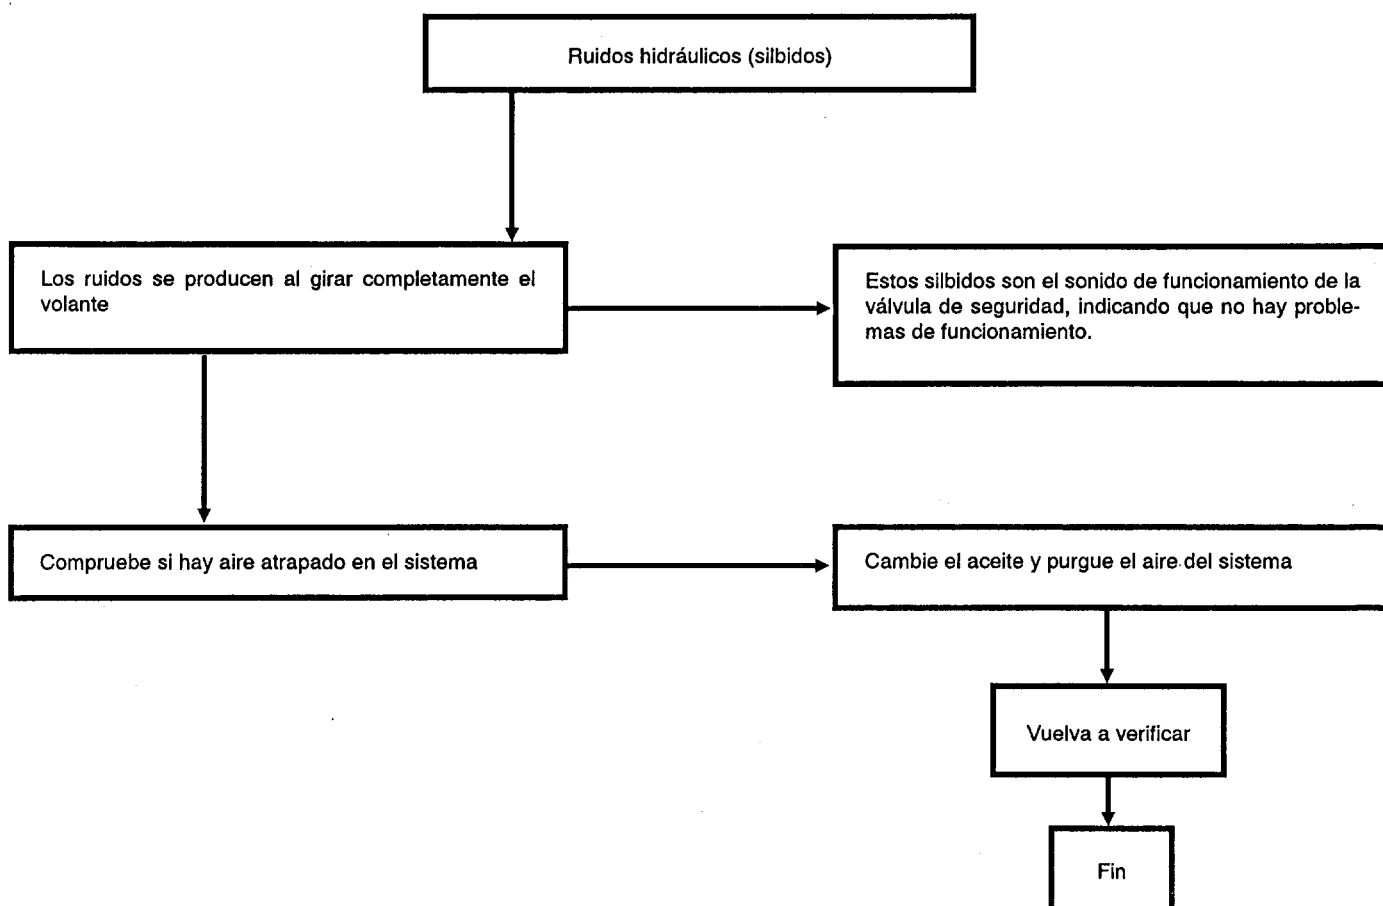 Ruidos hidráulicos (silbidos)
Los ruidos se producen al girar completamente el
volante
Estos silbidos son el sonido de funcionamiento de la
válvula de seguridad, indicando que no hay proble-
mas de funcionamiento.
Compruebe si hay aire atrapado en el sistema
Cambie el aceite y purgue el aire del sistema
Vuelva a verificar
Fin